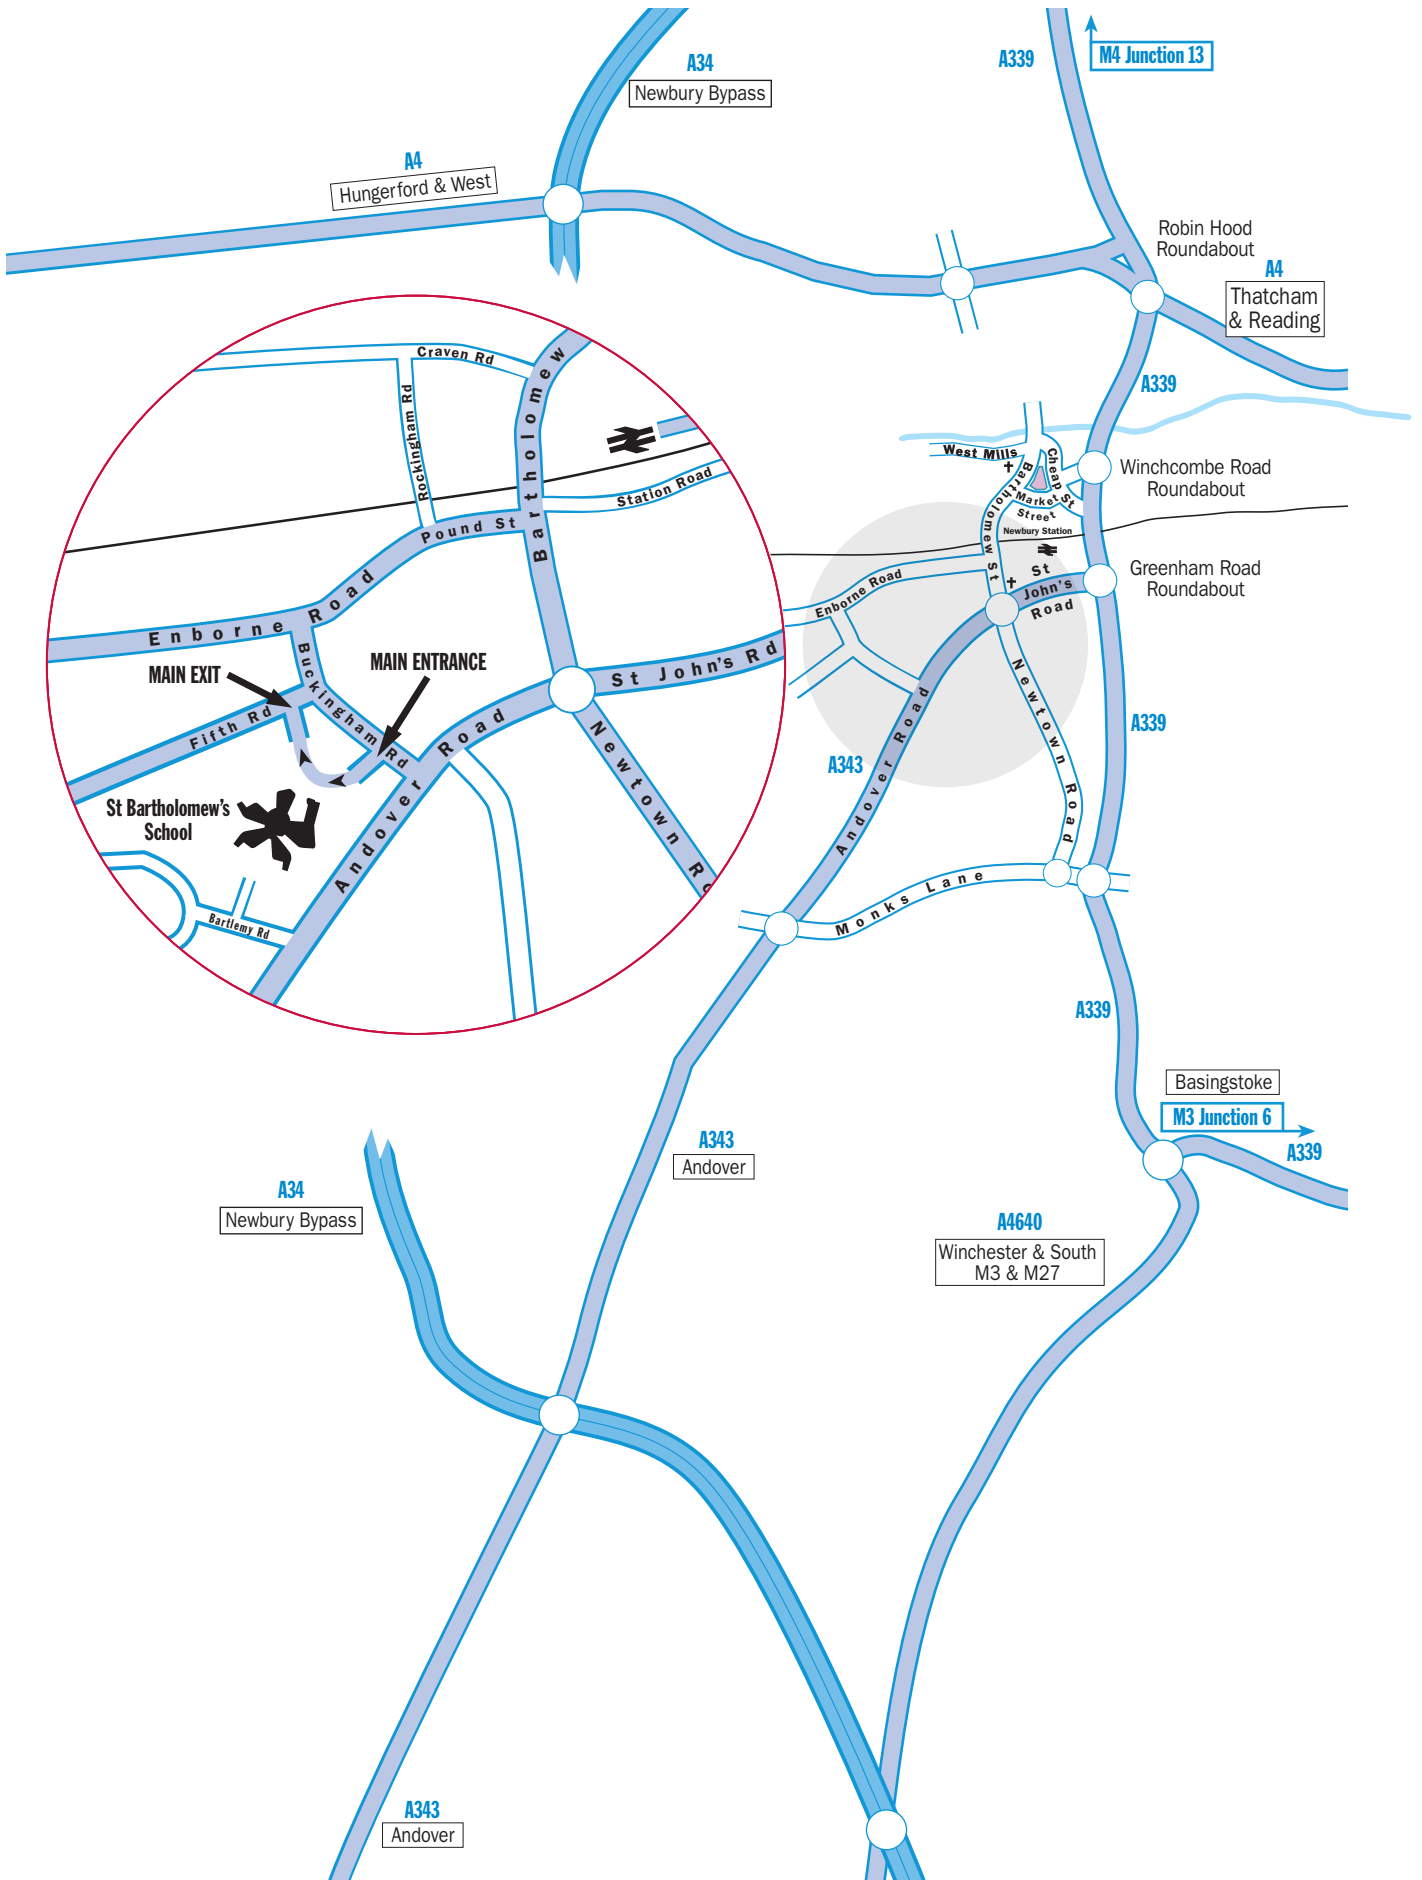 A34
Newbury Bypass
A339
M4 Junction 13
A4
Hungerford & West
Robin Hood
Roundabout
A4
Thatcham
& Reading
A339
Craven Rd
Rockingham Rd
Bartholomew
Station Road
Pound St
Enborne Road
Buckingham Rd
MAIN EXIT
MAIN ENTRANCE
St John's Rd
Fifth Rd
Andover Road
Newtown Ro
St Bartholomew's
School
Bartlemy Rd
West Mills
Cheap St
Bartholomew St
Market
Street
Newbury Station
Winchcombe Road
Roundabout
Greenham Road
Roundabout
Enborne Road
St
John's
Road
Newtown Road
A339
A343
Andover Road
Monks Lane
A339
Basingstoke
M3 Junction 6
A339
A343
Andover
A34
Newbury Bypass
A4640
Winchester & South
M3 & M27
A343
Andover